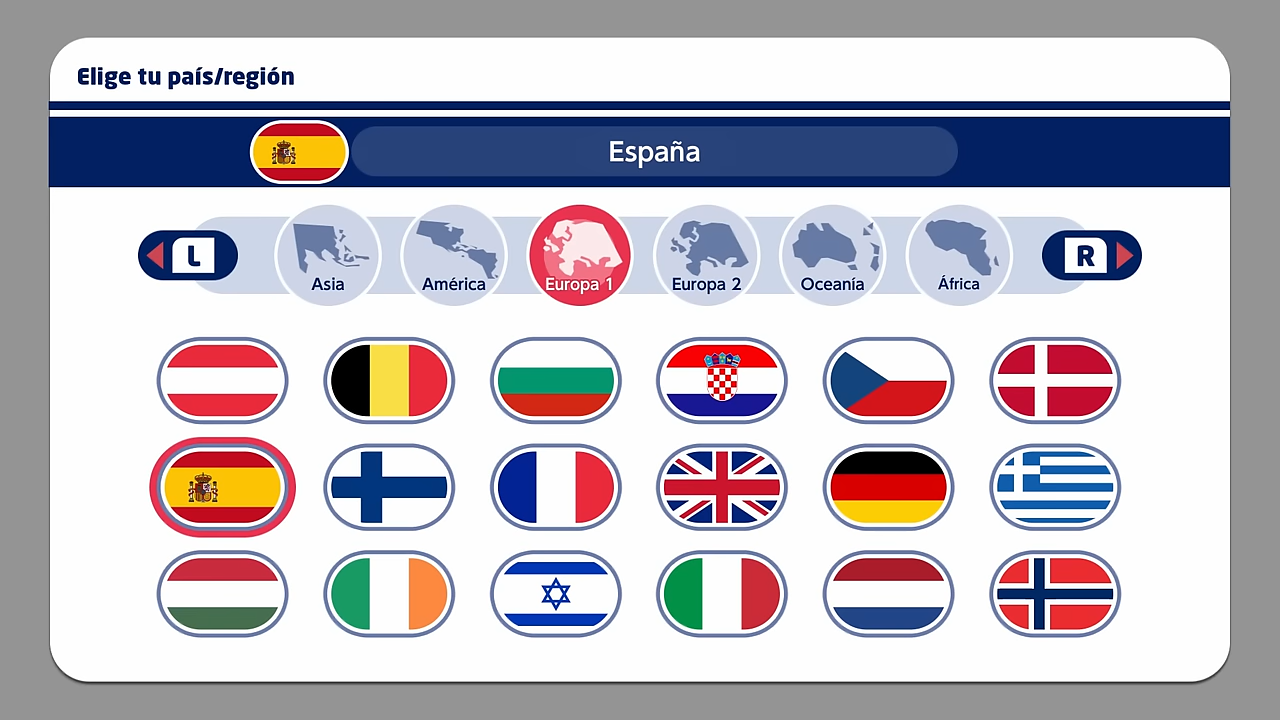 Elige tu país/región
España
L
Asia
América
Europa 1
Europa 2
Oceanía
África
R